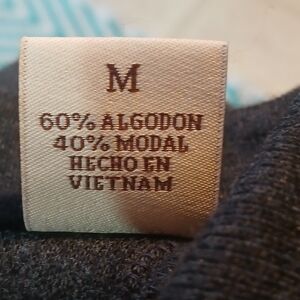 M
60% ALGODON
40% MODAL
HECHO EN
VIETNAM